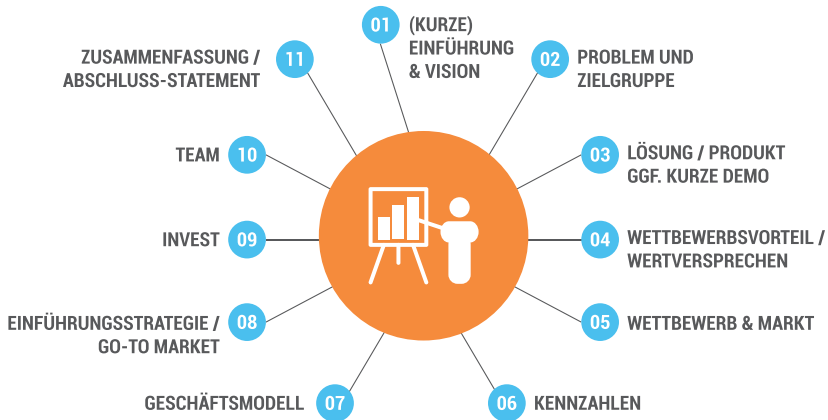 01
(KURZE)
EINFÜHRUNG
& VISION
02
PROBLEM UND
ZIELGRUPPE
03
LÖSUNG / PRODUKT
GGF. KURZE DEMO
04
WETTBEWERBSVORTEIL /
WERTVERSPRECHEN
05
WETTBEWERB & MARKT
06
KENNZAHLEN
07
GESCHÄFTSMODELL
08
EINFÜHRUNGSSTRATEGIE /
GO-TO MARKET
09
INVEST
10
TEAM
11
ZUSAMMENFASSUNG /
ABSCHLUSS-STATEMENT